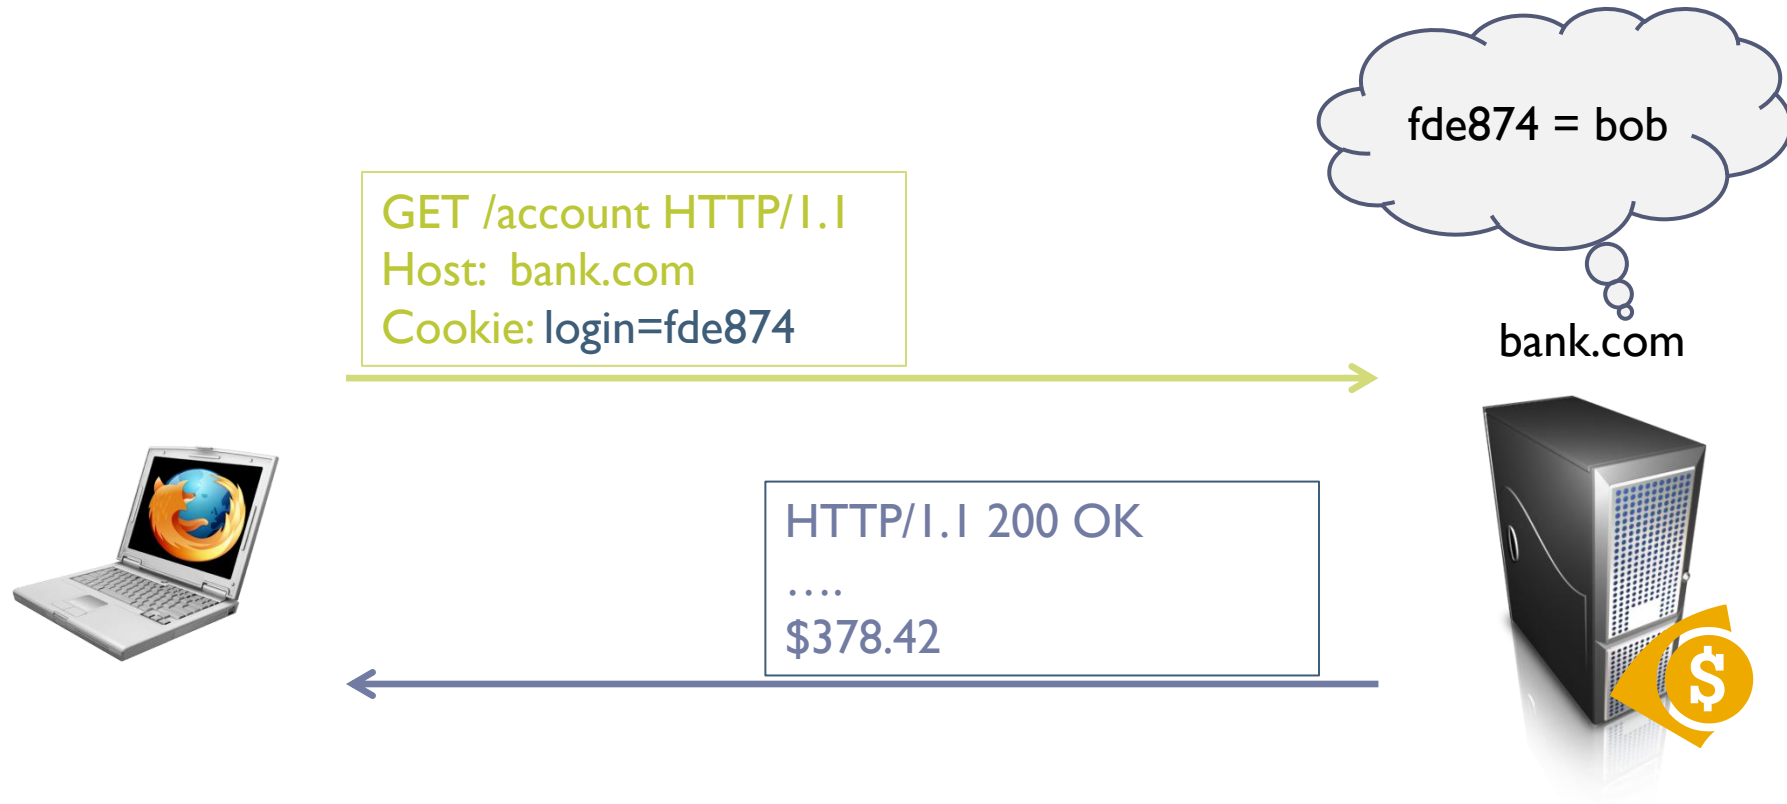 fde874 = bob
GET /account HTTP/1.1
Host: bank.com
Cookie: login=fde874
bank.com
HTTP/1.1 200 OK
....
$378.42
$